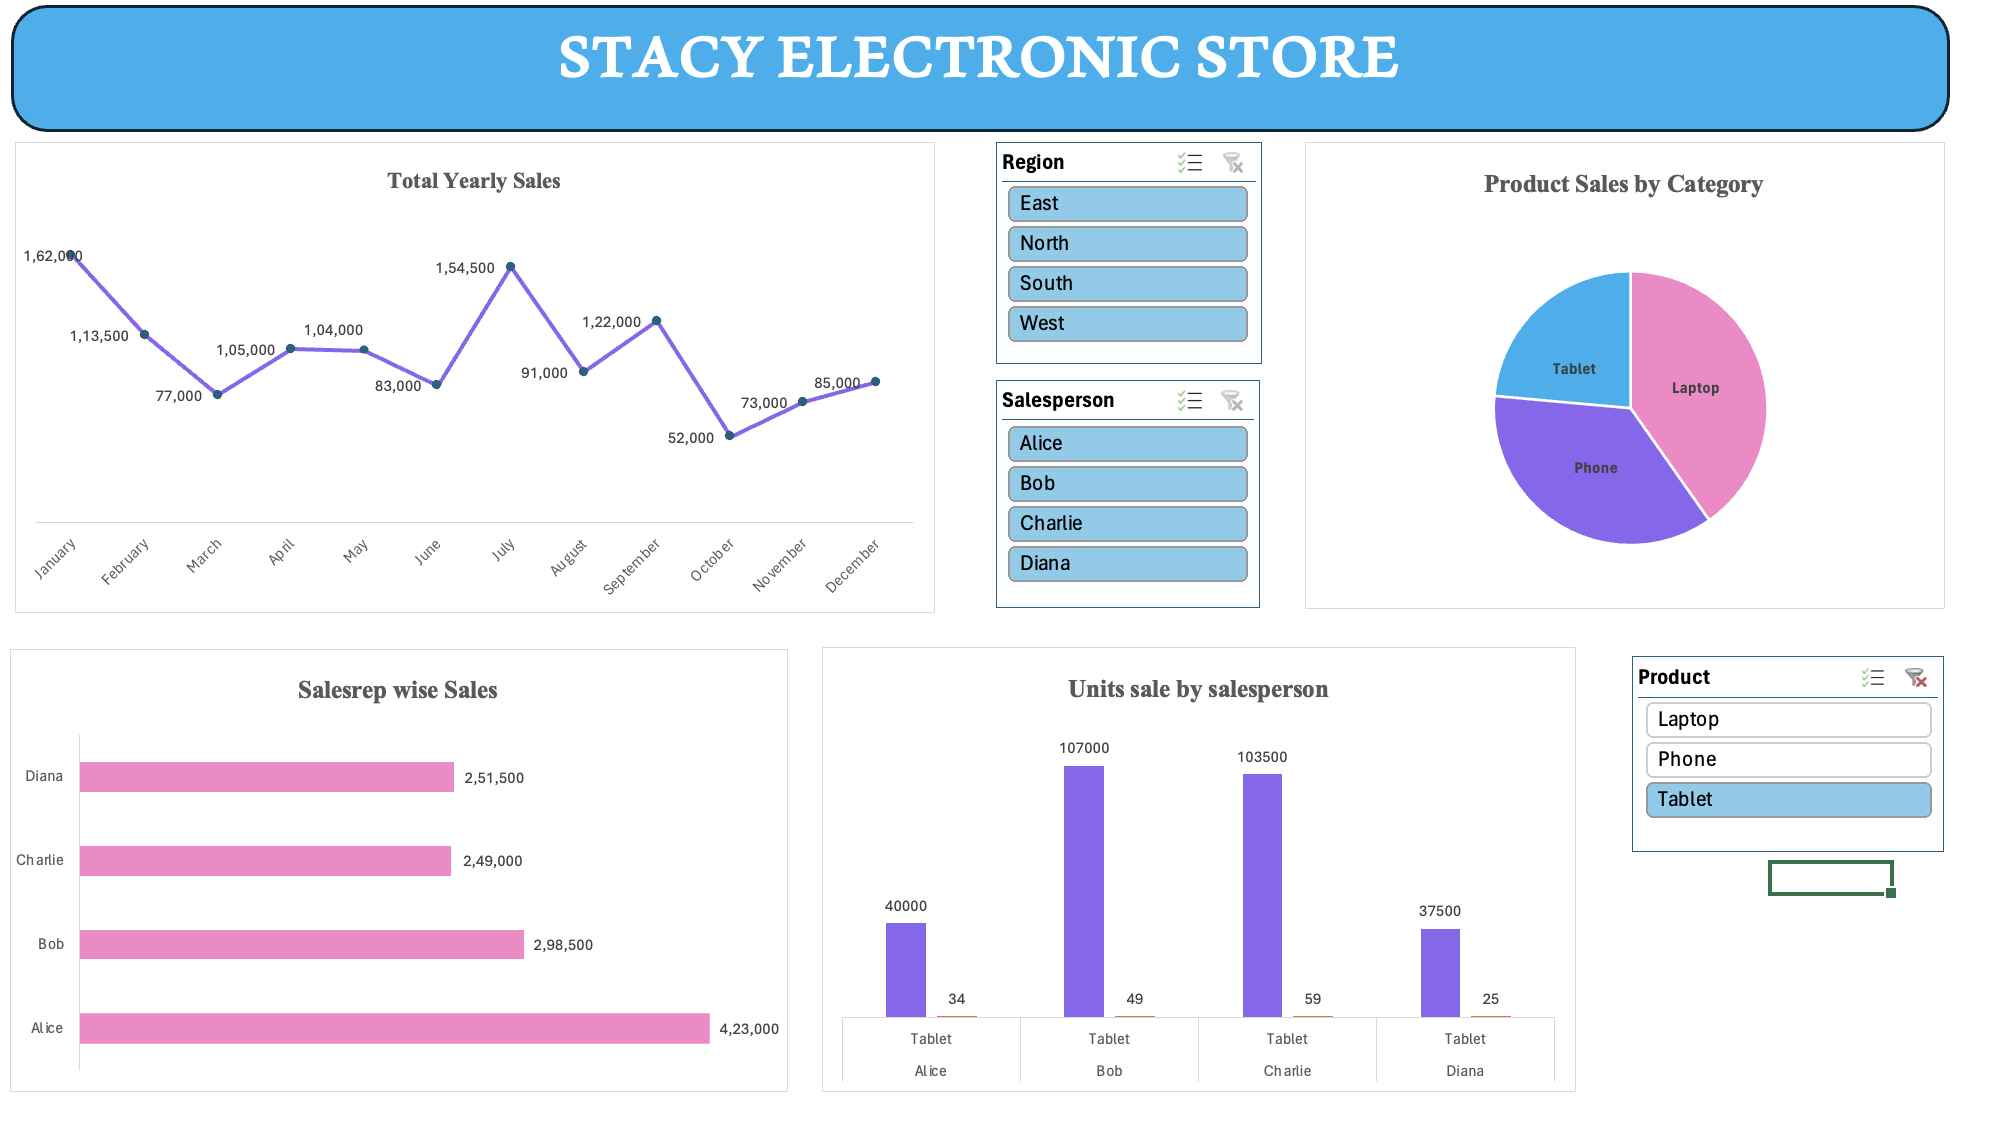 STACY ELECTRONIC STORE
Total Yearly Sales
1,62,000
1,13,500
77,000
1,05,000
1,04,000
83,000
1,54,500
91,000
1,22,000
52,000
73,000
85,000
January
February
March
April
May
June
July
August
September
October
November
December
Region
East
North
South
West
Salesperson
Alice
Bob
Charlie
Diana
Product Sales by Category
Tablet
Laptop
Phone
Salesrep wise Sales
Diana
2,51,500
Charlie
2,49,000
Bob
2,98,500
Alice
4,23,000
Units sale by salesperson
40000
34
107000
49
103500
59
37500
25
Tablet
Tablet
Tablet
Tablet
Alice
Bob
Charlie
Diana
Product
Laptop
Phone
Tablet